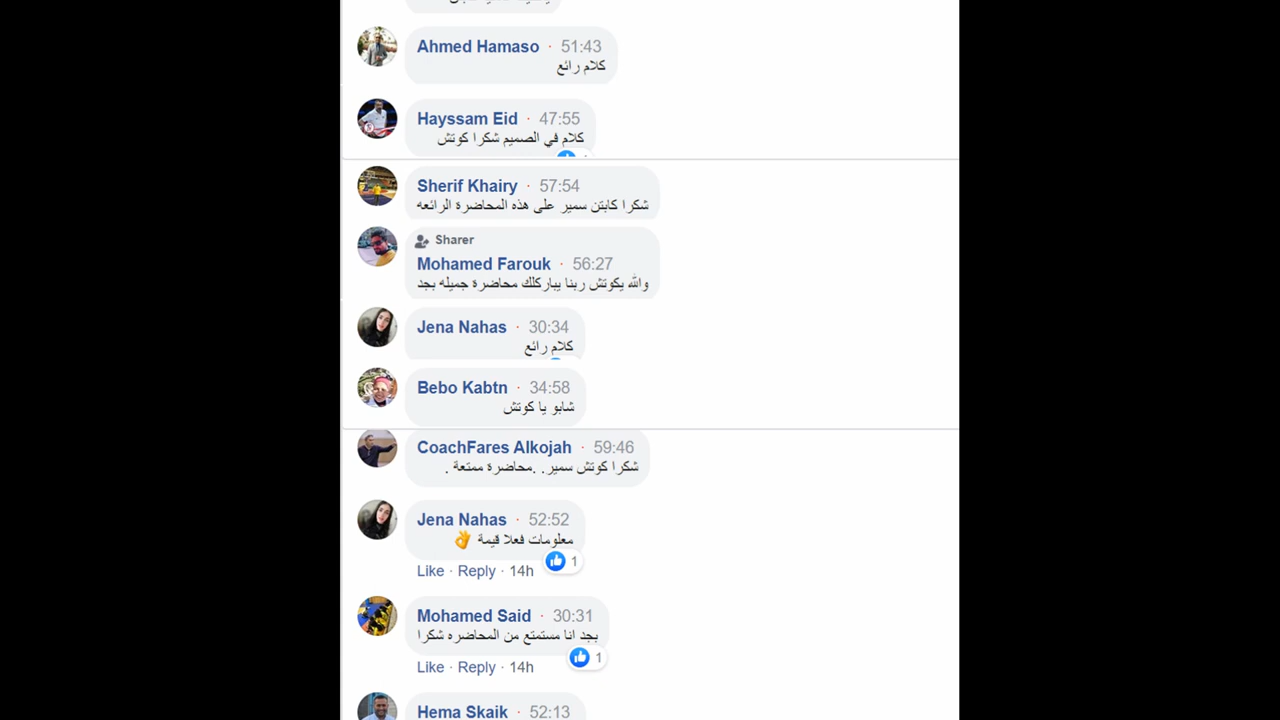 Ahmed Hamaso · 51:43
كلام رائع
Hayssam Eid · 47:55
كلام في الصميم شكرا كوتش
Sherif Khairy · 57:54
شكرا كابتن سمير على هذه المحاضرة الرائعه
Sharer
Mohamed Farouk · 56:27
والله يكوتش ربنا يباركلك محاضرة جميله بجد
Jena Nahas · 30:34
كلام رائع
Bebo Kabtn · 34:58
شابو يا كوتش
CoachFares Alkojah · 59:46
شكرا كوتش سمير. .محاضرة ممتعة .
Jena Nahas · 52:52
معلومات فعلا قيمة 👌
1
Like · Reply · 14h
Mohamed Said · 30:31
بجد انا مستمتع من المحاضره شكرا
1
Like · Reply · 14h
Hema Skaik · 52:13